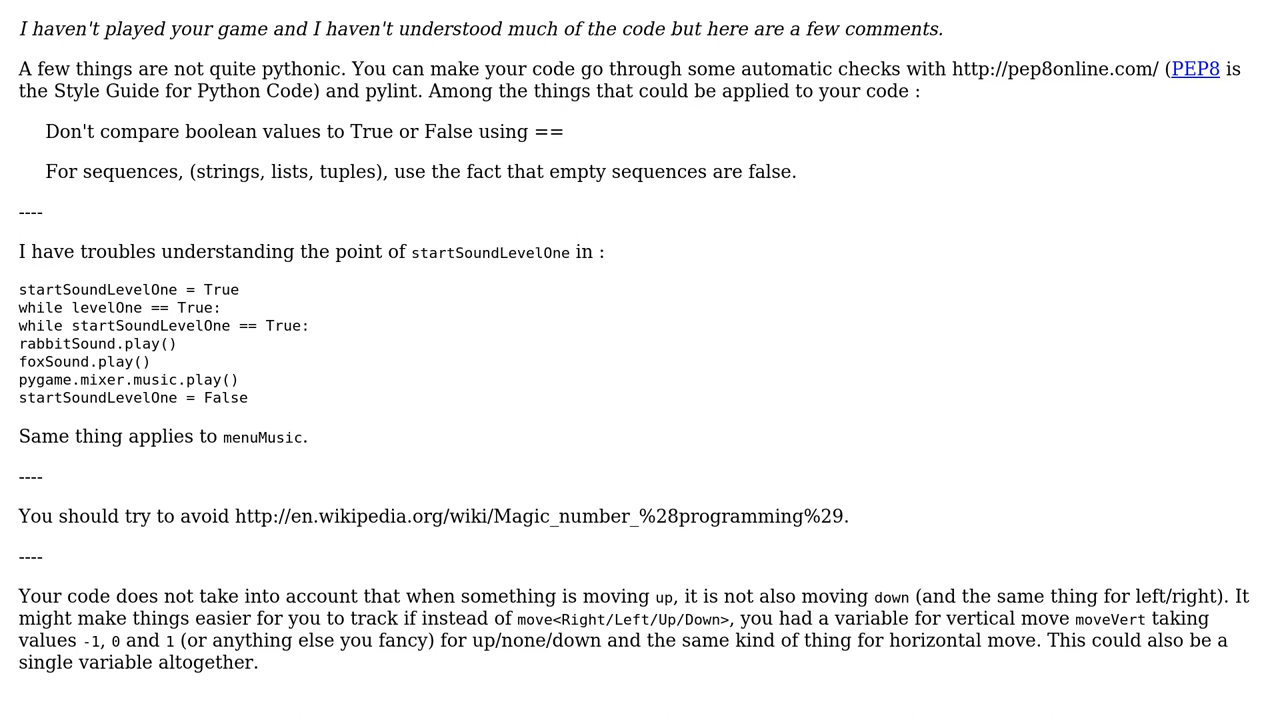 I haven't played your game and I haven't understood much of the code but here are a few comments.
A few things are not quite pythonic. You can make your code go through some automatic checks with http://pep8online.com/ (PEP8 is
the Style Guide for Python Code) and pylint. Among the things that could be applied to your code :
Don't compare boolean values to True or False using ==
For sequences, (strings, lists, tuples), use the fact that empty sequences are false.
----
I have troubles understanding the point of startSoundLevelOne in :
startSoundLevelOne = True
while levelOne == True:
while startSoundLevelOne == True:
rabbitSound.play()
foxSound.play()
pygame.mixer.music.play()
startSoundLevelOne = False
Same thing applies to menuMusic.
----
You should try to avoid http://en.wikipedia.org/wiki/Magic_number_%28programming%29.
----
Your code does not take into account that when something is moving up, it is not also moving down (and the same thing for left/right). It
might make things easier for you to track if instead of move<Right/Left/Up/Down>, you had a variable for vertical move moveVert taking
values -1, 0 and 1 (or anything else you fancy) for up/none/down and the same kind of thing for horizontal move. This could also be a
single variable altogether.